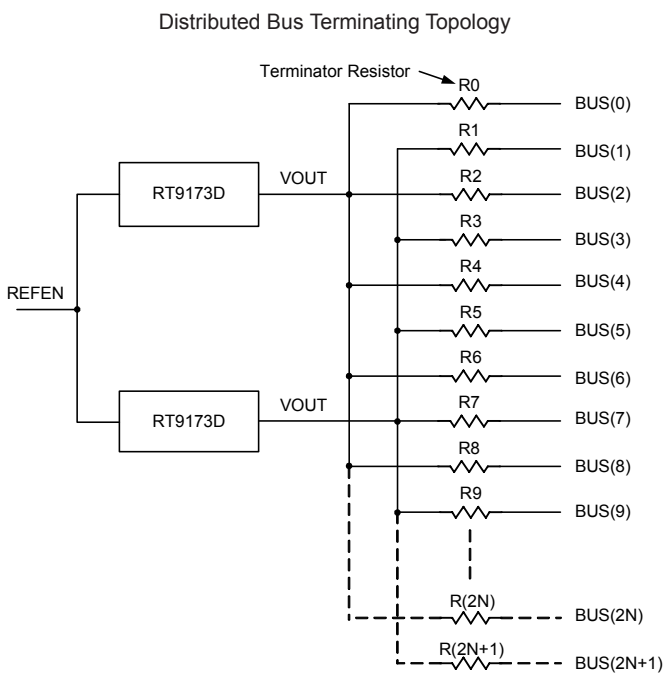 Distributed Bus Terminating Topology
Terminator Resistor
R0
BUS(0)
R1
BUS(1)
RT9173D
VOUT
R2
BUS(2)
R3
BUS(3)
R4
BUS(4)
REFEN
R5
BUS(5)
R6
BUS(6)
RT9173D
VOUT
R7
BUS(7)
R8
BUS(8)
R9
BUS(9)
R(2N)
BUS(2N)
R(2N+1)
BUS(2N+1)